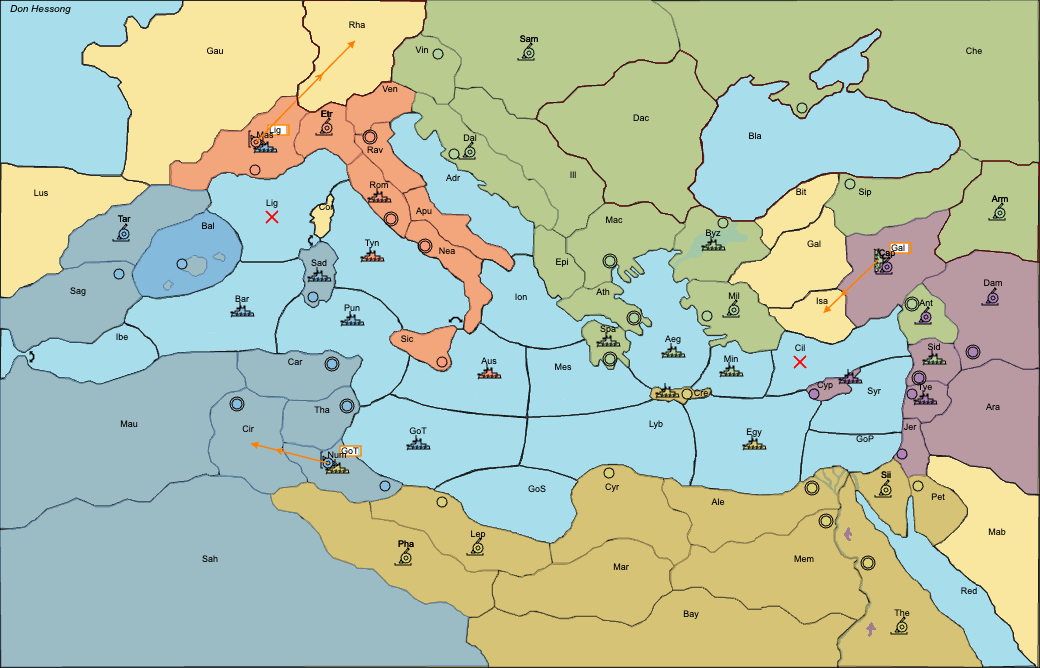 Don Hessong
Rha
Gau
Vin
Sam
Che
Ven
Etr
Lig
Mas
Rav
Dal
Dac
Bla
Lus
Adr
Ill
Bit
Sip
Arm
Rom
Apu
Tar
Bal
Lig
Cor
Mac
Byz
Gal
Gal
Cap
Tyn
Nea
Sad
Epi
Sag
Ath
Mil
Isa
Dam
Bar
Pun
Ion
Ant
Ibe
Sic
Spa
Aeg
Cil
Sid
Car
Aus
Mes
Min
Cyp
Syr
Tye
Cre
Ara
Tha
Mau
Cir
GoT
Lyb
Egy
GoP
Jer
GoT
Num
GoS
Cyr
Ale
Sii
Pet
Mab
Lep
Pha
Sah
Mar
Mem
Red
Bay
The